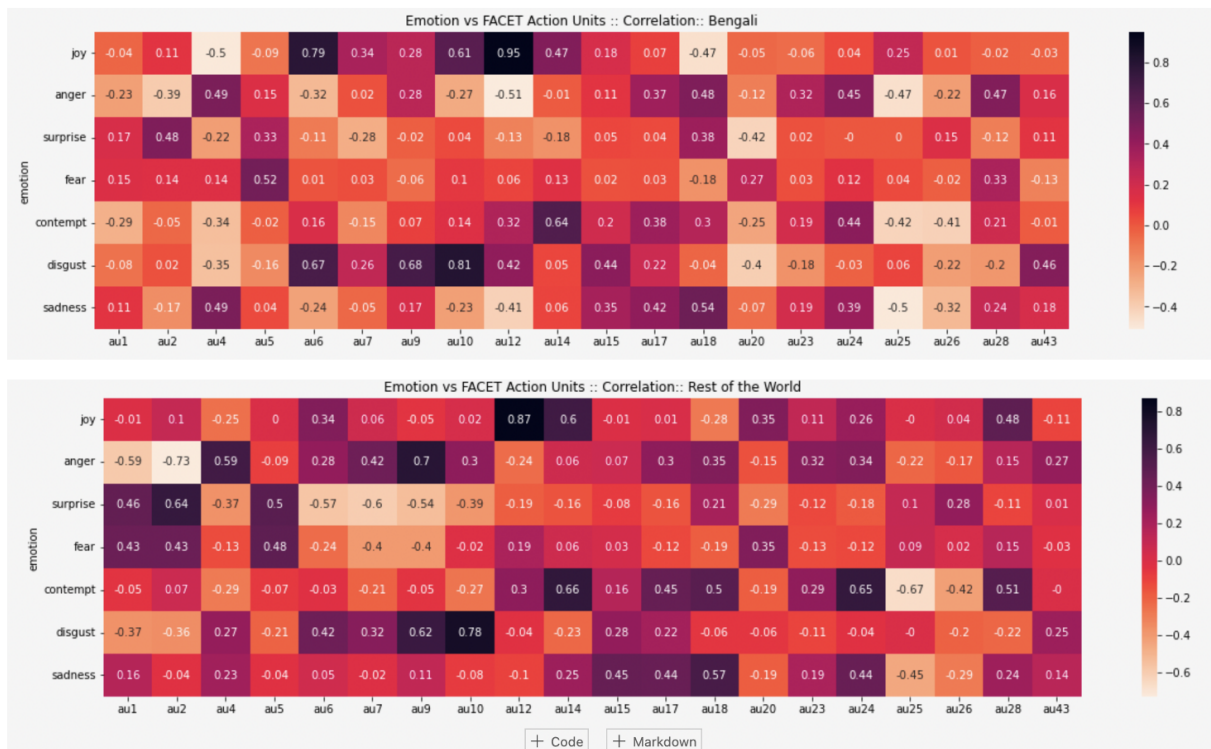 Emotion vs FACET Action Units :: Correlation:: Bengali
joy -0.04 0.11 -0.5 -0.09 0.79 0.34 0.28 0.61 0.95 0.47 0.18 0.07 -0.47 -0.05 -0.06 0.04 0.25 0.01 -0.02 -0.03
anger -0.23 -0.39 0.49 0.15 -0.32 0.02 0.28 -0.27 -0.51 -0.01 0.11 0.37 0.48 -0.12 0.32 0.45 -0.47 -0.22 0.47 0.16
surprise 0.17 0.48 -0.22 0.33 -0.11 -0.28 -0.02 0.04 -0.13 -0.18 0.05 0.04 0.38 -0.42 0.02 -0 0 0.15 -0.12 0.11
fear 0.15 0.14 0.14 0.52 0.01 0.03 -0.06 0.1 0.06 0.13 0.02 0.03 -0.18 0.27 0.03 0.12 0.04 -0.02 0.33 -0.13
contempt -0.29 -0.05 -0.34 -0.02 0.16 -0.15 0.07 0.14 0.32 0.64 0.2 0.38 0.3 -0.25 0.19 0.44 -0.42 -0.41 0.21 -0.01
disgust -0.08 0.02 -0.35 -0.16 0.67 0.26 0.68 0.81 0.42 0.05 0.44 0.22 -0.04 -0.4 -0.18 -0.03 0.06 -0.22 -0.2 0.46
sadness 0.11 -0.17 0.49 0.04 -0.24 -0.05 0.17 -0.23 -0.41 0.06 0.35 0.42 0.54 -0.07 0.19 0.39 -0.5 -0.32 0.24 0.18
au1 au2 au4 au5 au6 au7 au9 au10 au12 au14 au15 au17 au18 au20 au23 au24 au25 au26 au28 au43
emotion
0.8
0.6
0.4
0.2
0.0
−0.2
−0.4
Emotion vs FACET Action Units :: Correlation:: Rest of the World
joy -0.01 0.1 -0.25 0 0.34 0.06 -0.05 0.02 0.87 0.6 -0.01 0.01 -0.28 0.35 0.11 0.26 -0 0.04 0.48 -0.11
anger -0.59 -0.73 0.59 -0.09 0.28 0.42 0.7 0.3 -0.24 0.06 0.07 0.3 0.35 -0.15 0.32 0.34 -0.22 -0.17 0.15 0.27
surprise 0.46 0.64 -0.37 0.5 -0.57 -0.6 -0.54 -0.39 -0.19 -0.16 -0.08 -0.16 0.21 -0.29 -0.12 -0.18 0.1 0.28 -0.11 0.01
fear 0.43 0.43 -0.13 0.48 -0.24 -0.4 -0.4 -0.02 0.19 0.06 0.03 -0.12 -0.19 0.35 -0.13 -0.12 0.09 0.02 0.15 -0.03
contempt -0.05 0.07 -0.29 -0.07 -0.03 -0.21 -0.05 -0.27 0.3 0.66 0.16 0.45 0.5 -0.19 0.29 0.65 -0.67 -0.42 0.51 -0
disgust -0.37 -0.36 0.27 -0.21 0.42 0.32 0.62 0.78 -0.04 -0.23 0.28 0.22 -0.06 -0.06 -0.11 -0.04 -0 -0.2 -0.22 0.25
sadness 0.16 -0.04 0.23 -0.04 0.05 -0.02 0.11 -0.08 -0.1 0.25 0.45 0.44 0.57 -0.19 0.19 0.44 -0.45 -0.29 0.24 0.14
au1 au2 au4 au5 au6 au7 au9 au10 au12 au14 au15 au17 au18 au20 au23 au24 au25 au26 au28 au43
emotion
0.8
0.6
0.4
0.2
0.0
−0.2
−0.4
−0.6
+ Code + Markdown